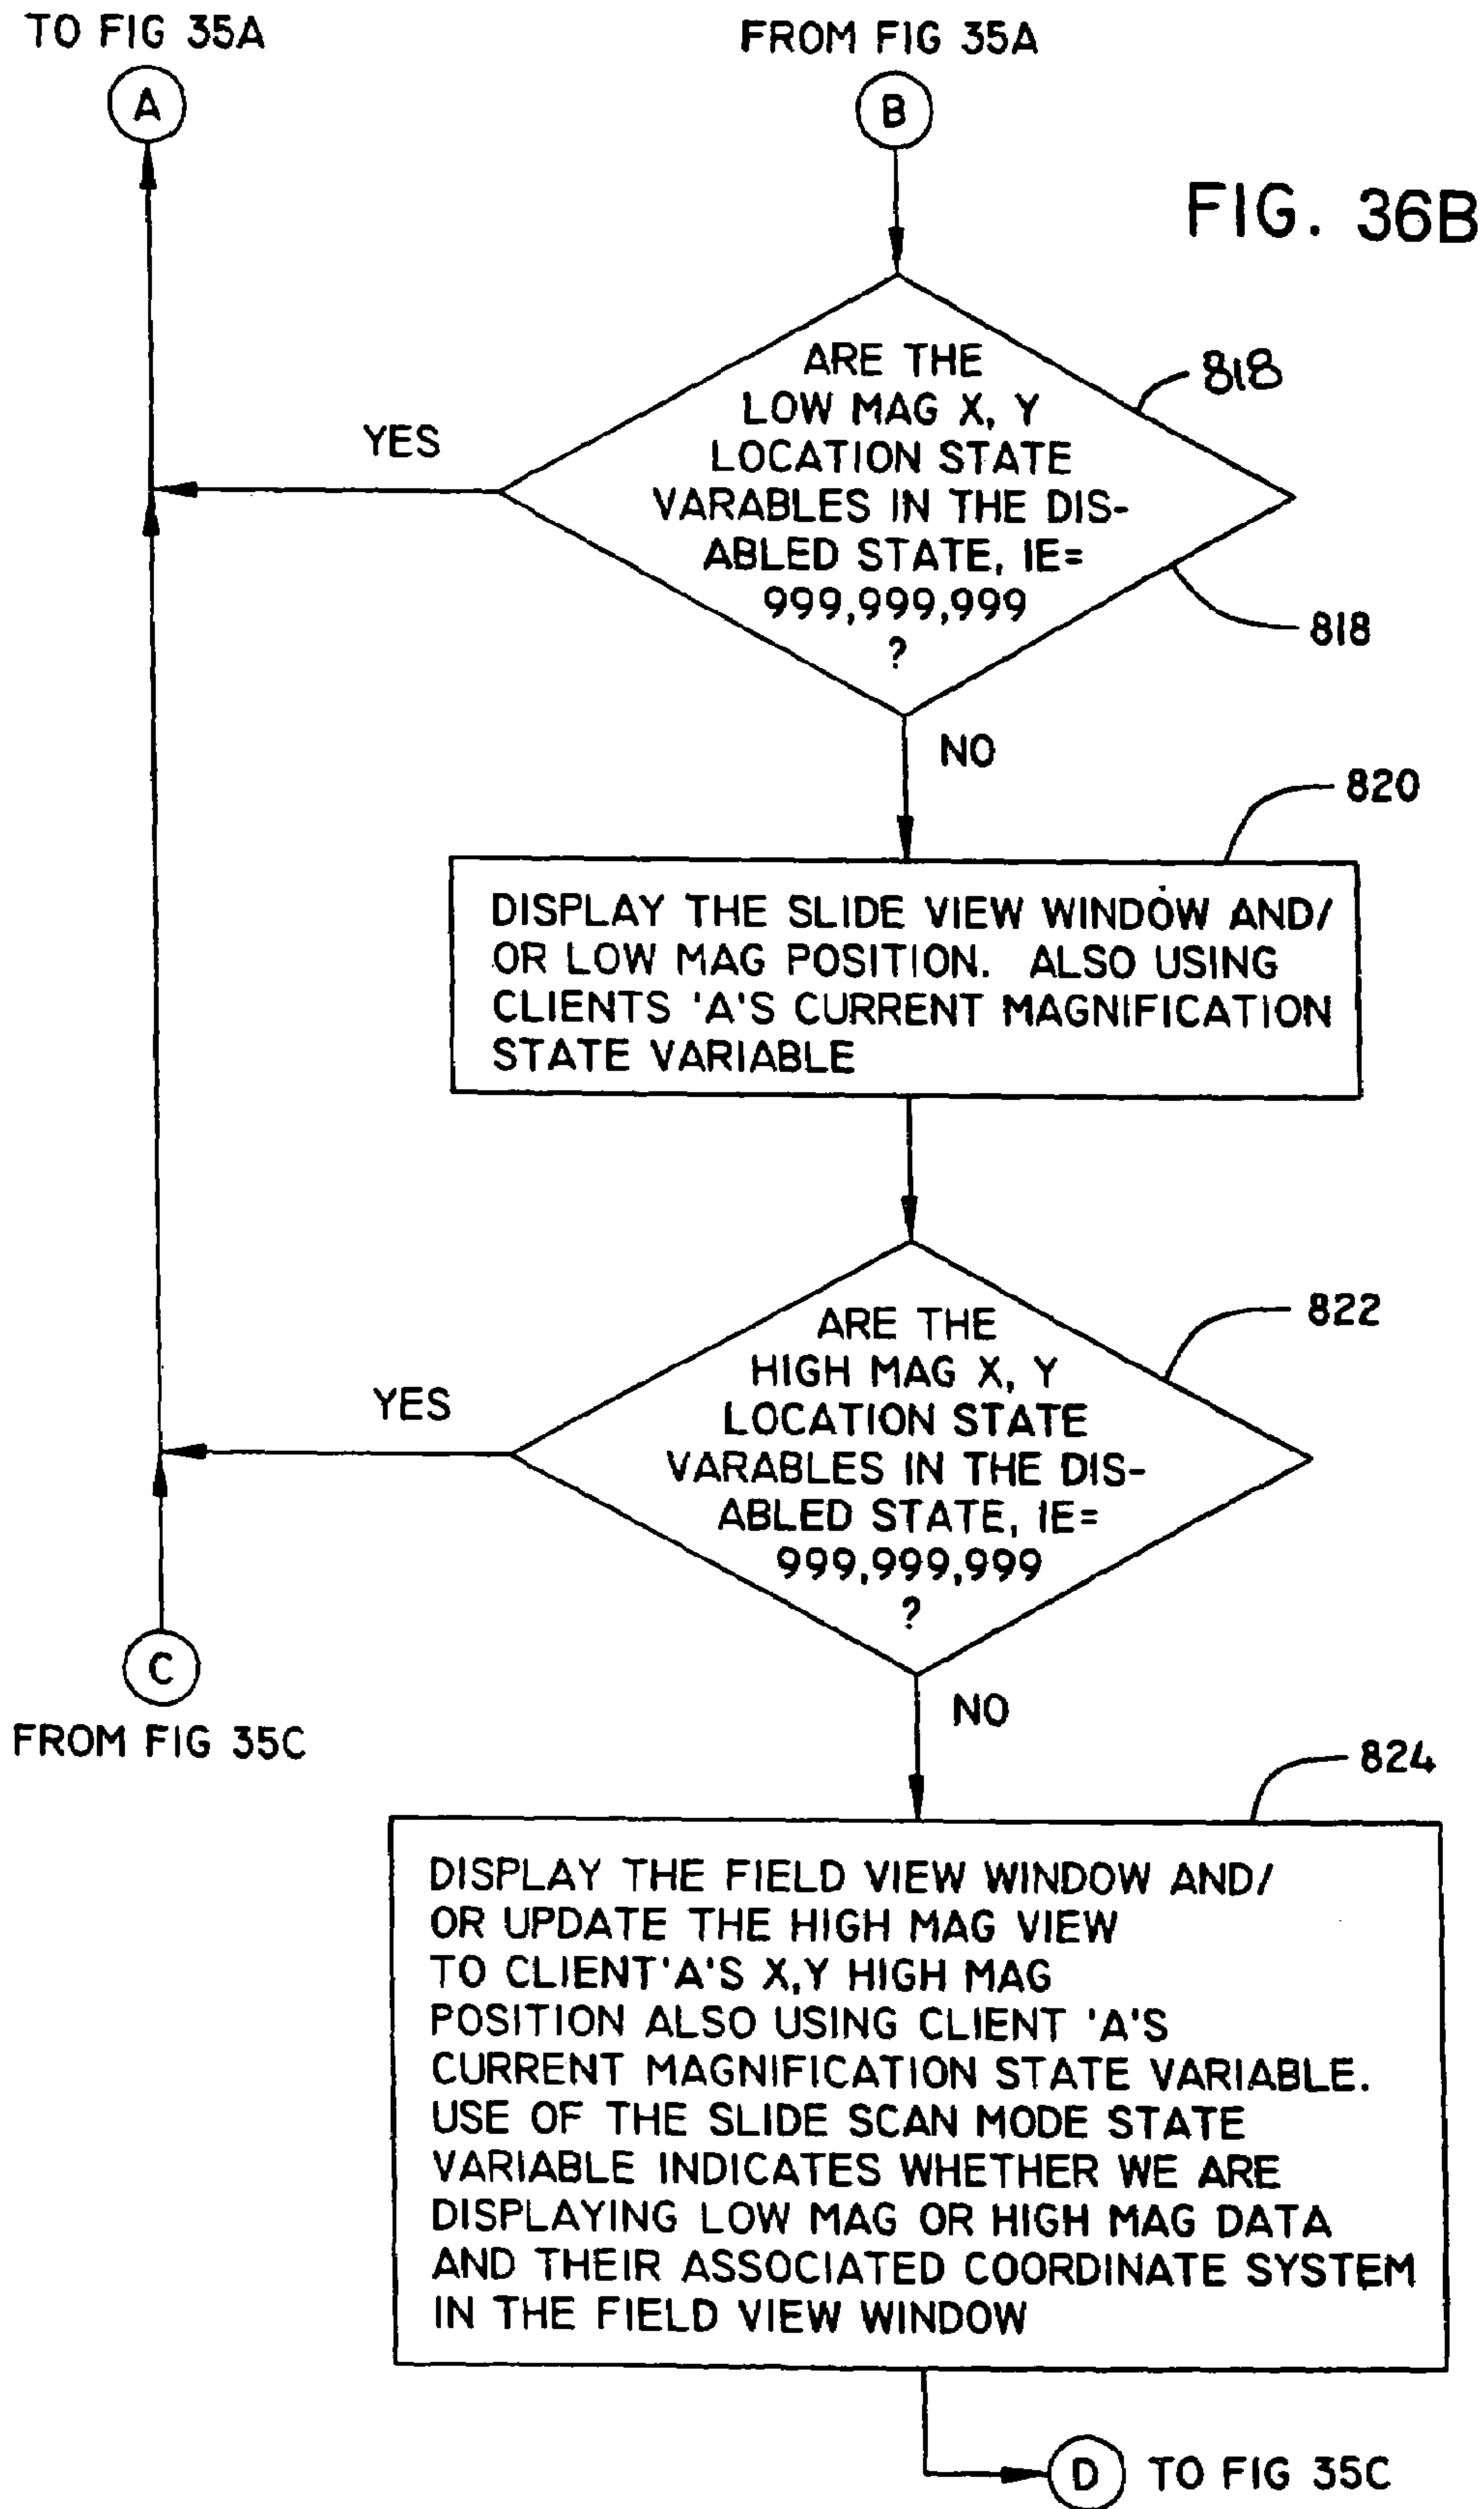 TO FIG 35A
FROM FIG 35A
A
B
FIG. 36B
ARE THE
LOW MAG X, Y
LOCATION STATE
VARABLES IN THE DIS-
ABLED STATE, IE=
999,999,999
?
818
YES
818
NO
820
DISPLAY THE SLIDE VIEW WINDOW AND/
OR LOW MAG POSITION. ALSO USING
CLIENTS 'A'S CURRENT MAGNIFICATION
STATE VARIABLE
822
ARE THE
HIGH MAG X, Y
LOCATION STATE
VARABLES IN THE DIS-
ABLED STATE, IE=
999,999,999
?
YES
C
FROM FIG 35C
NO
824
DISPLAY THE FIELD VIEW WINDOW AND/
OR UPDATE THE HIGH MAG VIEW
TO CLIENT'A'S X,Y HIGH MAG
POSITION ALSO USING CLIENT 'A'S
CURRENT MAGNIFICATION STATE VARIABLE.
USE OF THE SLIDE SCAN MODE STATE
VARIABLE INDICATES WHETHER WE ARE
DISPLAYING LOW MAG OR HIGH MAG DATA
AND THEIR ASSOCIATED COORDINATE SYSTEM
IN THE FIELD VIEW WINDOW
D
TO FIG 35C